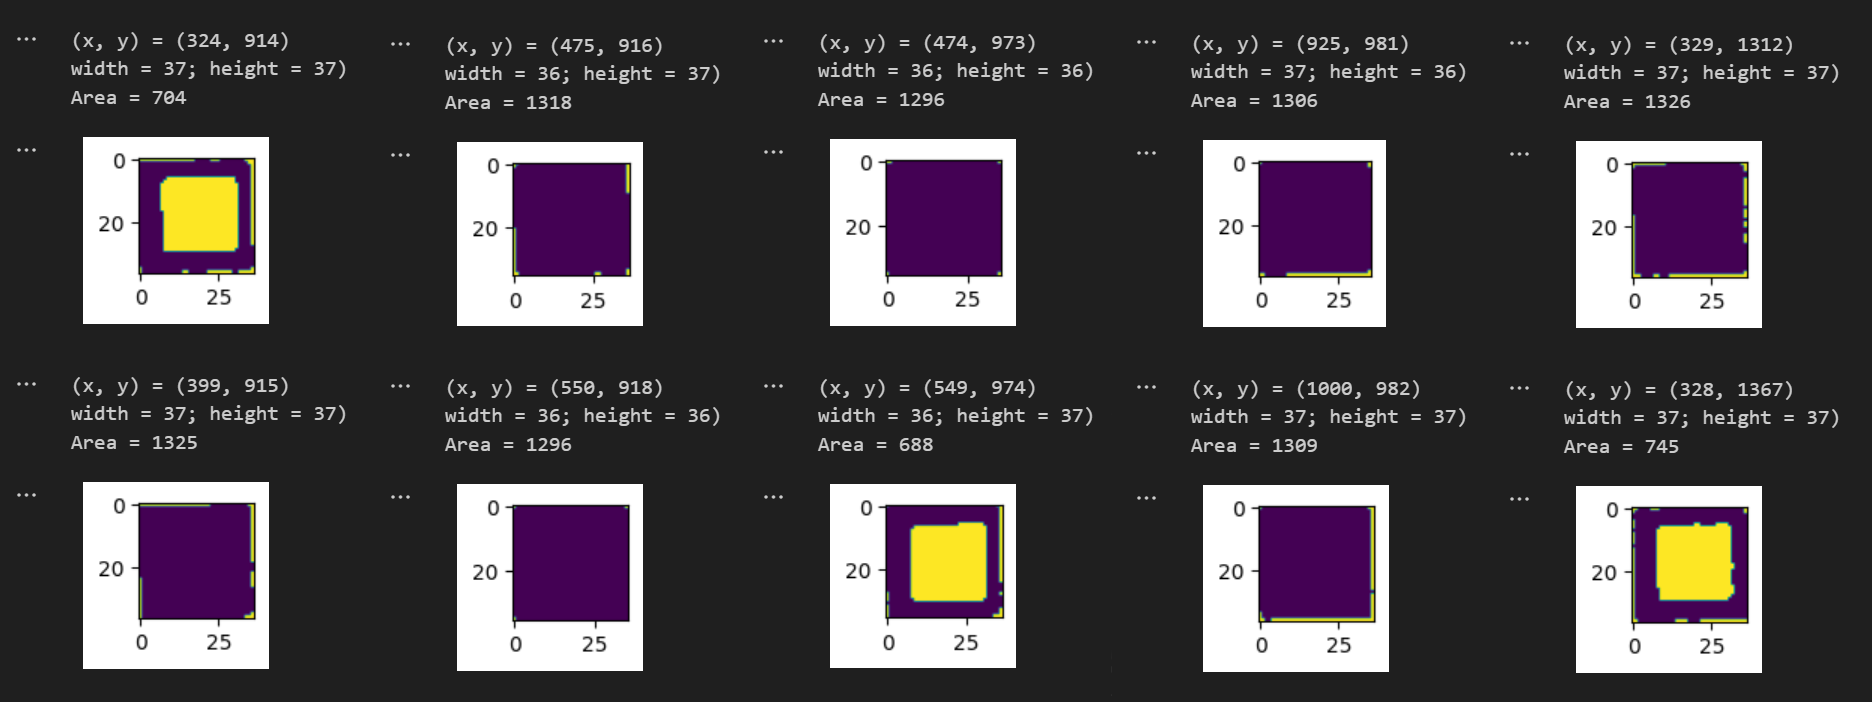 ... (x, y) = (324, 914)
width = 37; height = 37)
Area = 704
...
0
20
0 25
... (x, y) = (475, 916)
width = 36; height = 37)
Area = 1318
...
0
20
0 25
... (x, y) = (474, 973)
width = 36; height = 36)
Area = 1296
...
0
20
0 25
... (x, y) = (925, 981)
width = 37; height = 36)
Area = 1306
...
0
20
0 25
... (x, y) = (329, 1312)
width = 37; height = 37)
Area = 1326
...
0
20
0 25
... (x, y) = (399, 915)
width = 37; height = 37)
Area = 1325
...
0
20
0 25
... (x, y) = (550, 918)
width = 36; height = 36)
Area = 1296
...
0
20
0 25
... (x, y) = (549, 974)
width = 36; height = 37)
Area = 688
...
0
20
0 25
... (x, y) = (1000, 982)
width = 37; height = 37)
Area = 1309
...
0
20
0 25
... (x, y) = (328, 1367)
width = 37; height = 37)
Area = 745
...
0
20
0 25